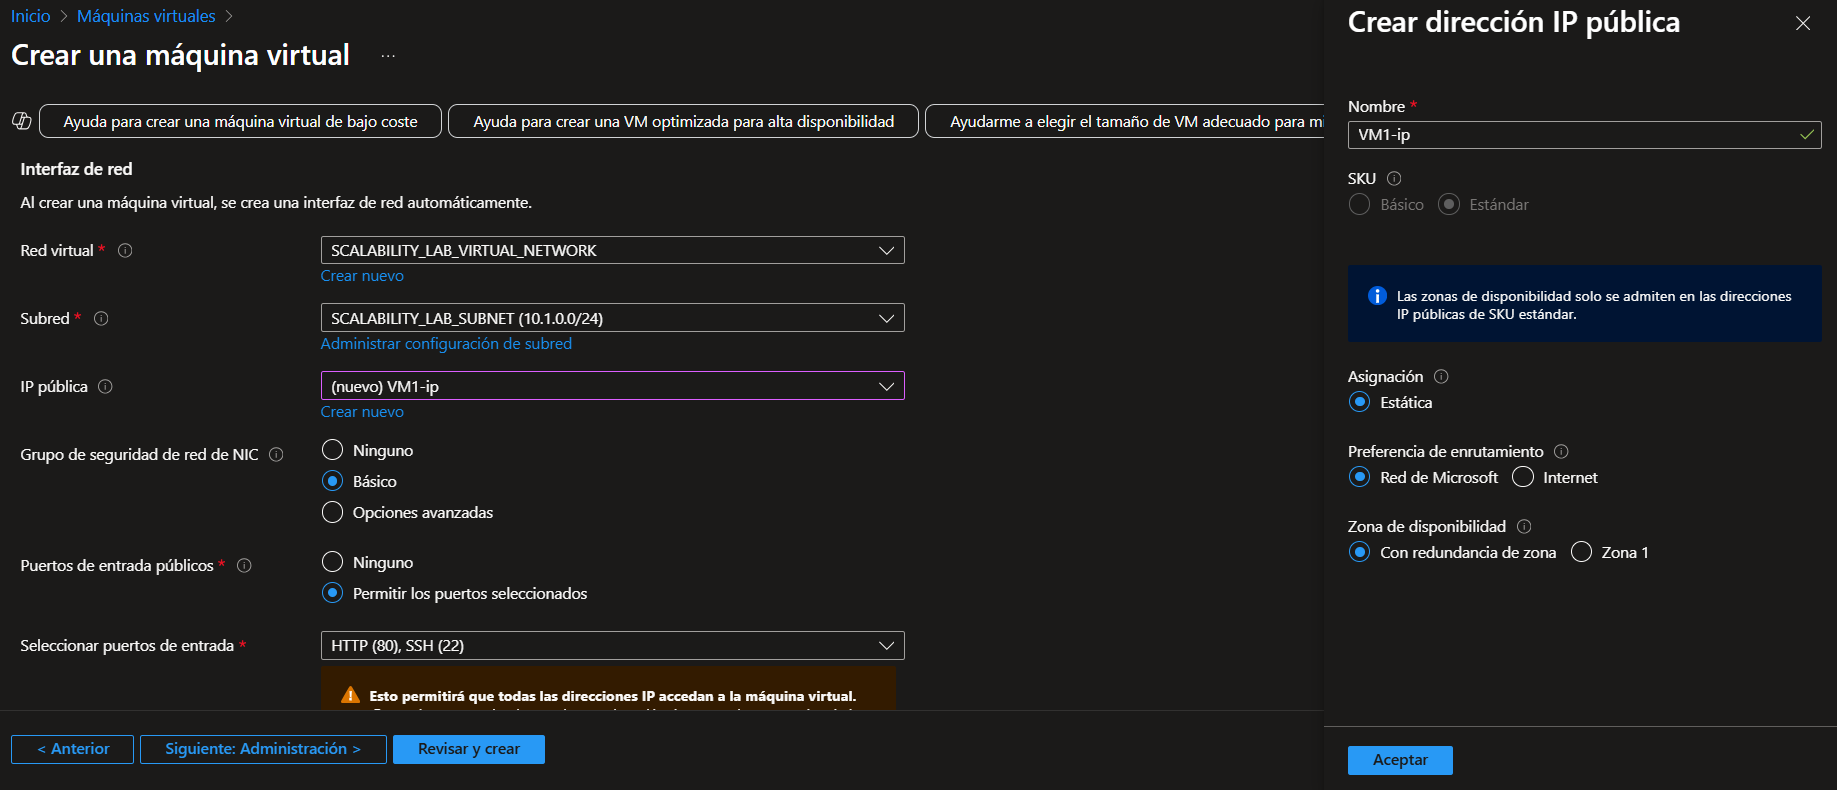 Inicio > Máquinas virtuales >
Crear una máquina virtual ...
Ayuda para crear una máquina virtual de bajo coste
Ayuda para crear una VM optimizada para alta disponibilidad
Ayudarme a elegir el tamaño de VM adecuado para mi
Interfaz de red
Al crear una máquina virtual, se crea una interfaz de red automáticamente.
Red virtual *
SCALABILITY_LAB_VIRTUAL_NETWORK
Crear nuevo
Subred *
SCALABILITY_LAB_SUBNET (10.1.0.0/24)
Administrar configuración de subred
IP pública
(nuevo) VM1-ip
Crear nuevo
Grupo de seguridad de red de NIC
Ninguno
Básico
Opciones avanzadas
Puertos de entrada públicos *
Ninguno
Permitir los puertos seleccionados
Seleccionar puertos de entrada *
HTTP (80), SSH (22)
Esto permitirá que todas las direcciones IP accedan a la máquina virtual.
< Anterior
Siguiente: Administración >
Revisar y crear
Crear dirección IP pública
Nombre *
VM1-ip
SKU
Básico
Estándar
Las zonas de disponibilidad solo se admiten en las direcciones
IP públicas de SKU estándar.
Asignación
Estática
Preferencia de enrutamiento
Red de Microsoft
Internet
Zona de disponibilidad
Con redundancia de zona
Zona 1
Aceptar